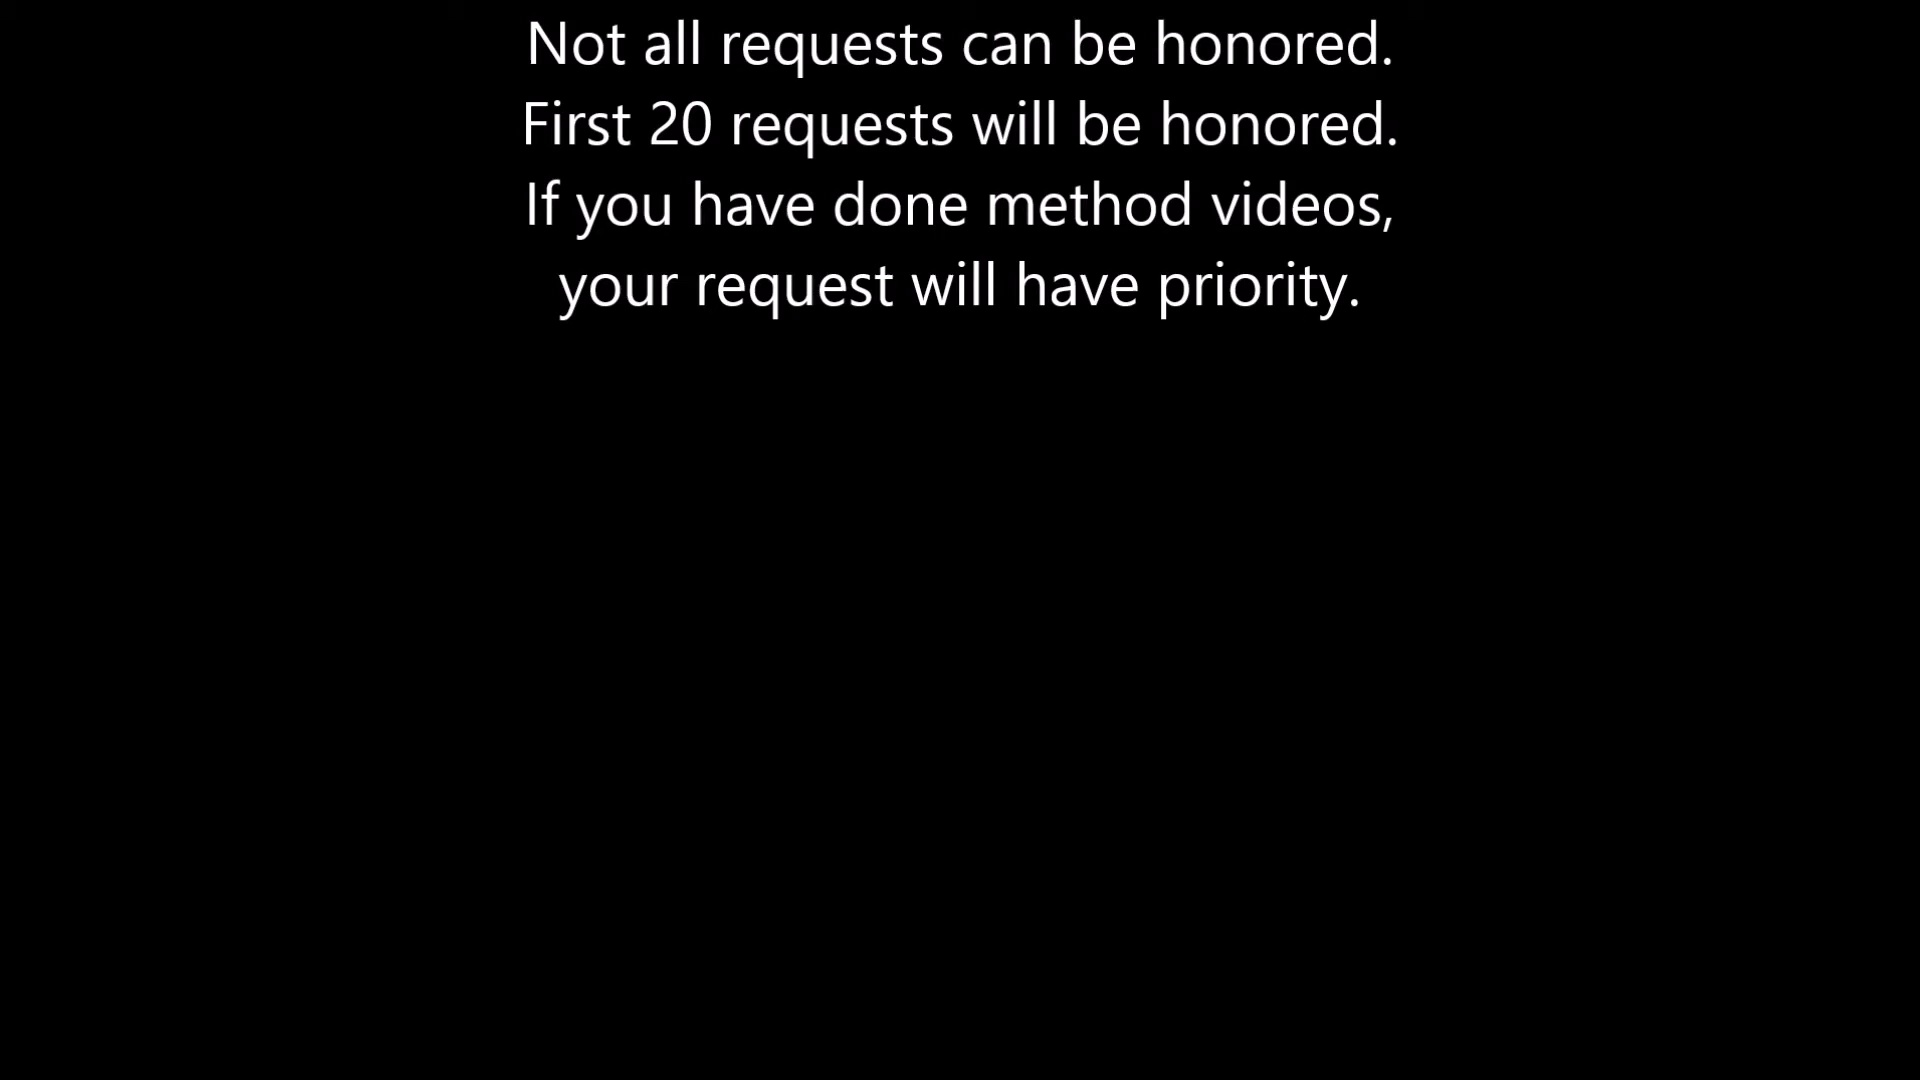 Not all requests can be honored.
First 20 requests will be honored.
If you have done method videos,
your request will have priority.